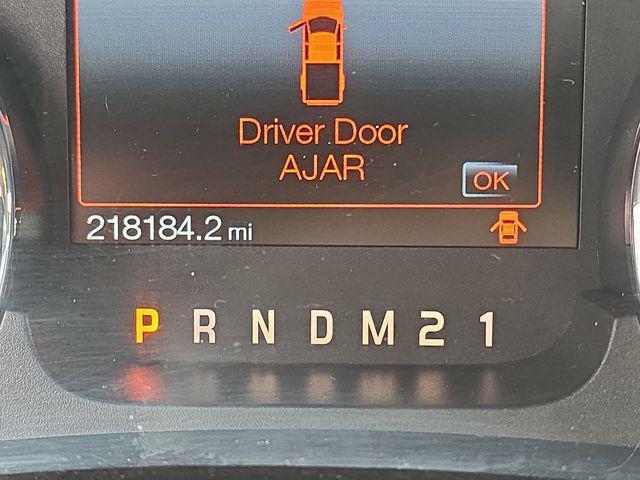 Driver Door
AJAR
OK
218184.2 mi
P R N D M 2 1